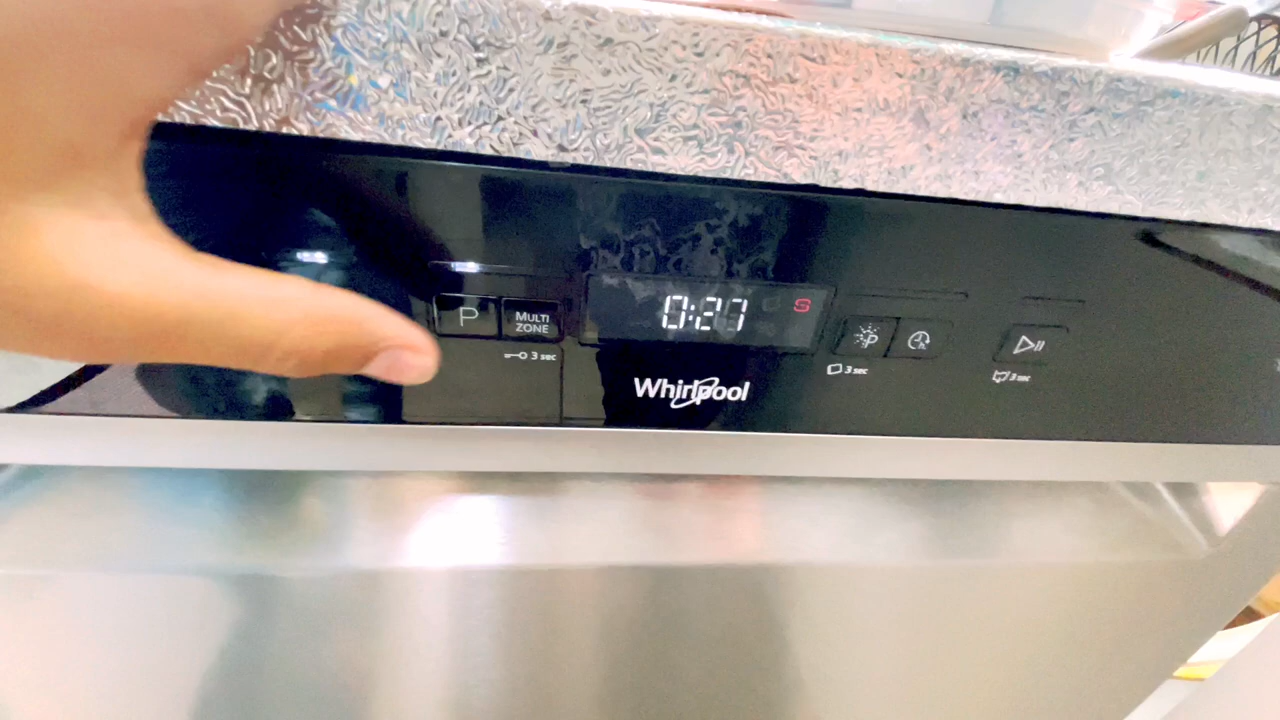 P
MULTI
ZONE
3 sec
0:27
S
Whirlpool
P
3 sec
3 sec